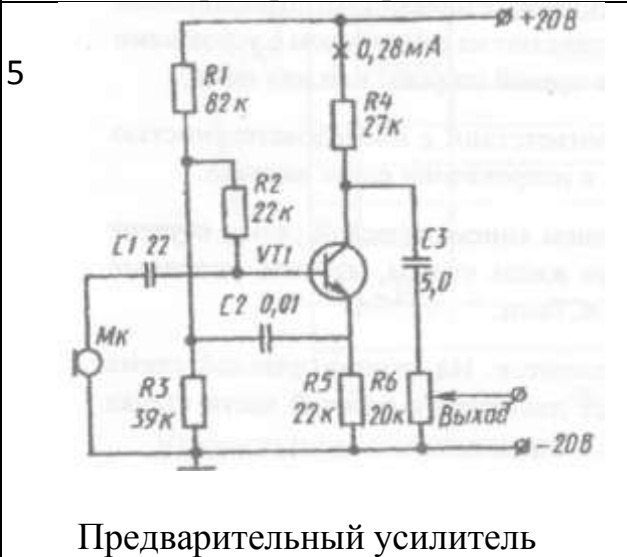 5
+20В
0,28мА
R1
82к
R4
27к
R2
22к
C1 22
VT1
C3
5,0
C2 0,01
Мк
R3
39к
R5
22к
R6
20к
Выход
-20В
Предварительный усилитель